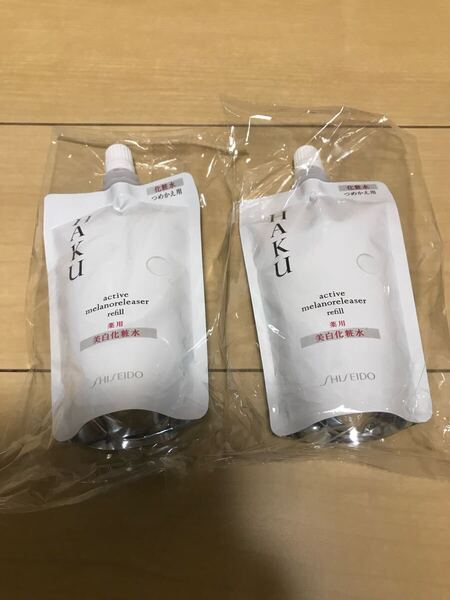 化粧水
つめかえ用
HAKU
active
melanoreleaser
refill
薬用
美白化粧水
SHISEIDO
化粧水
つめかえ用
HAKU
active
melanoreleaser
refill
薬用
美白化粧水
SHISEIDO